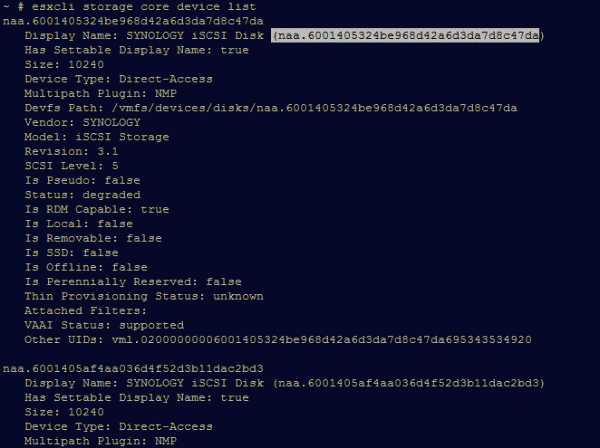 ~ # esxcli storage core device list
naa.6001405324be968d42a6d3da7d8c47da
Display Name: SYNOLOGY iSCSI Disk (naa.6001405324be968d42a6d3da7d8c47da)
Has Settable Display Name: true
Size: 10240
Device Type: Direct-Access
Multipath Plugin: NMP
Devfs Path: /vmfs/devices/disks/naa.6001405324be968d42a6d3da7d8c47da
Vendor: SYNOLOGY
Model: iSCSI Storage
Revision: 3.1
SCSI Level: 5
Is Pseudo: false
Status: degraded
Is RDM Capable: true
Is Local: false
Is Removable: false
Is SSD: false
Is Offline: false
Is Perennially Reserved: false
Thin Provisioning Status: unknown
Attached Filters:
VAAI Status: supported
Other UIDs: vml.02000000006001405324be968d42a6d3da7d8c47da695343534920
naa.6001405af4aa036d4f52d3b11dac2bd3
Display Name: SYNOLOGY iSCSI Disk (naa.6001405af4aa036d4f52d3b11dac2bd3)
Has Settable Display Name: true
Size: 10240
Device Type: Direct-Access
Multipath Plugin: NMP